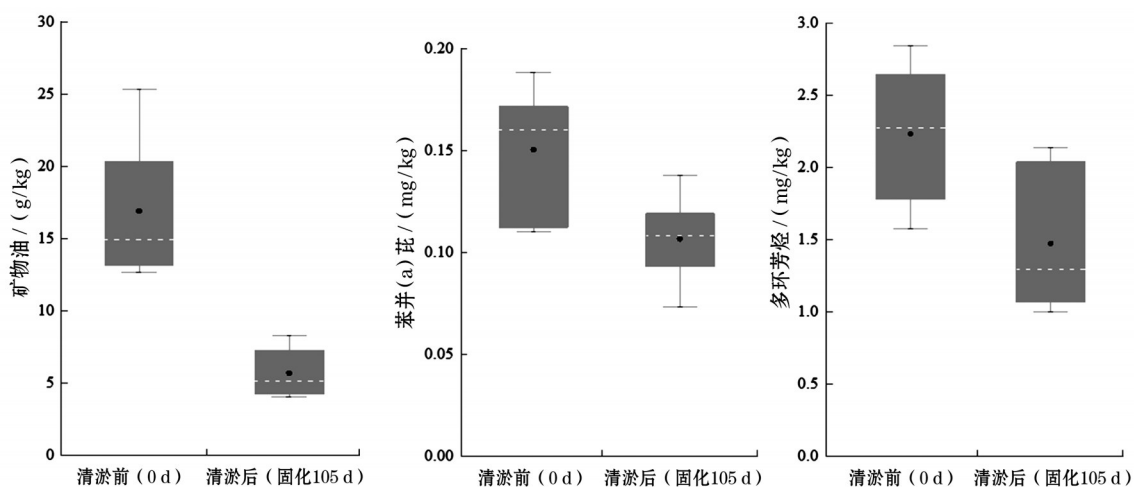 30
25
20
15
10
5
0
矿物油/(g/kg)
清淤前(0 d)
清淤后(固化105 d)
0.20
0.15
0.10
0.05
0.00
苯并(a)芘/(mg/kg)
清淤前(0 d)
清淤后(固化105 d)
3.0
2.5
2.0
1.5
1.0
0.5
0.0
多环芳烃/(mg/kg)
清淤前(0 d)
清淤后(固化105 d)